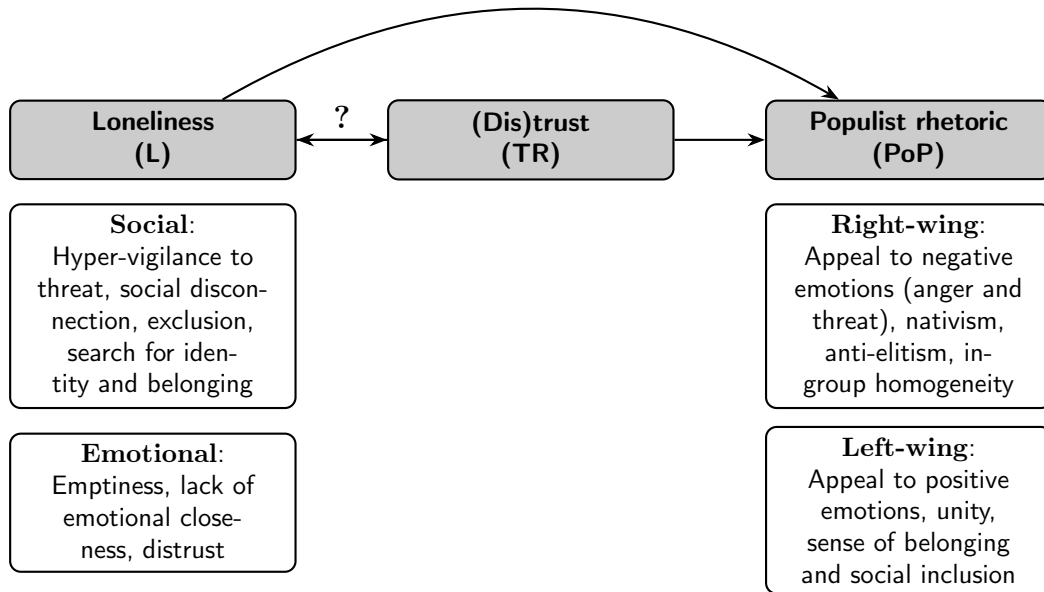 Loneliness
(L)
?
(Dis)trust
(TR)
Populist rhetoric
(PoP)
Social:
Hyper-vigilance to
threat, social discon-
nection, exclusion,
search for iden-
tity and belonging
Emotional:
Emptiness, lack of
emotional close-
ness, distrust
Right-wing:
Appeal to negative
emotions (anger and
threat), nativism,
anti-elitism, in-
group homogeneity
Left-wing:
Appeal to positive
emotions, unity,
sense of belonging
and social inclusion